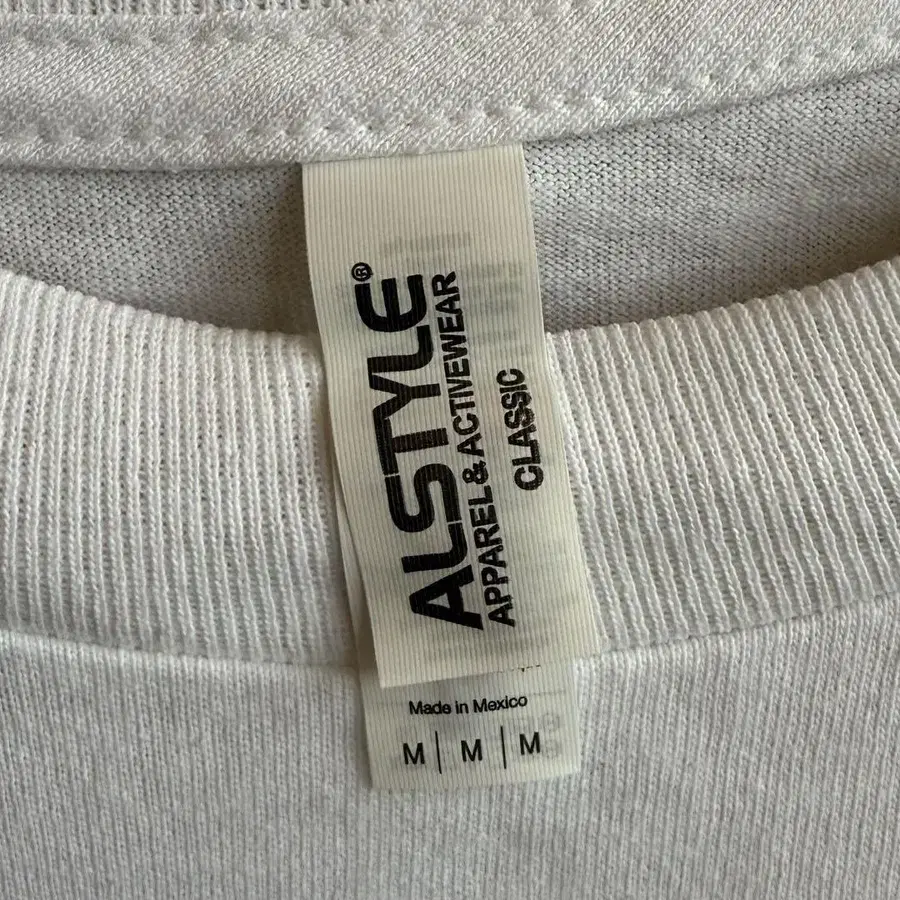 ALSTYLE®
APPAREL & ACTIVEWEAR
CLASSIC
Made in Mexico
M | M | M